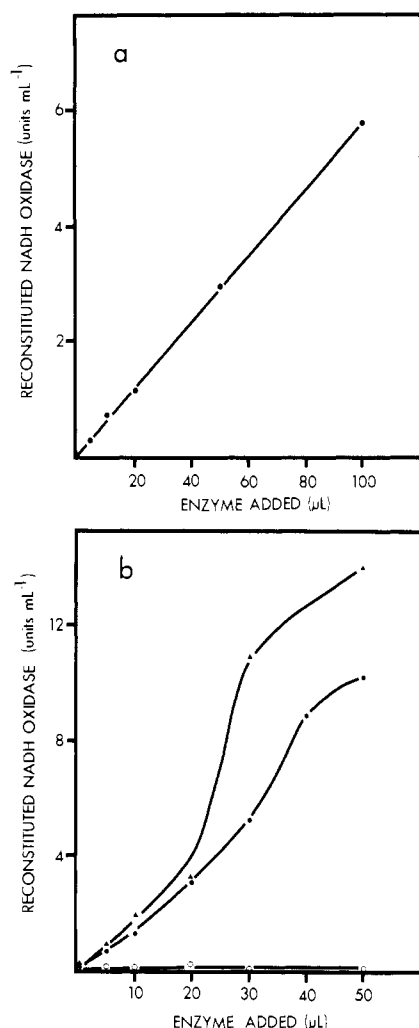 a
RECONSTITUTED NADH OXIDASE (units mL⁻¹)
6
4
2
20 40 60 80 100
ENZYME ADDED (µL)
b
RECONSTITUTED NADH OXIDASE (units mL⁻¹)
12
8
4
10 20 30 40 50
ENZYME ADDED (µL)